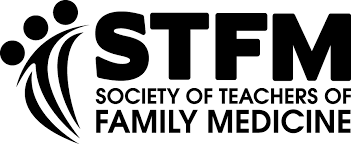 STFM
SOCIETY OF TEACHERS OF
FAMILY MEDICINE